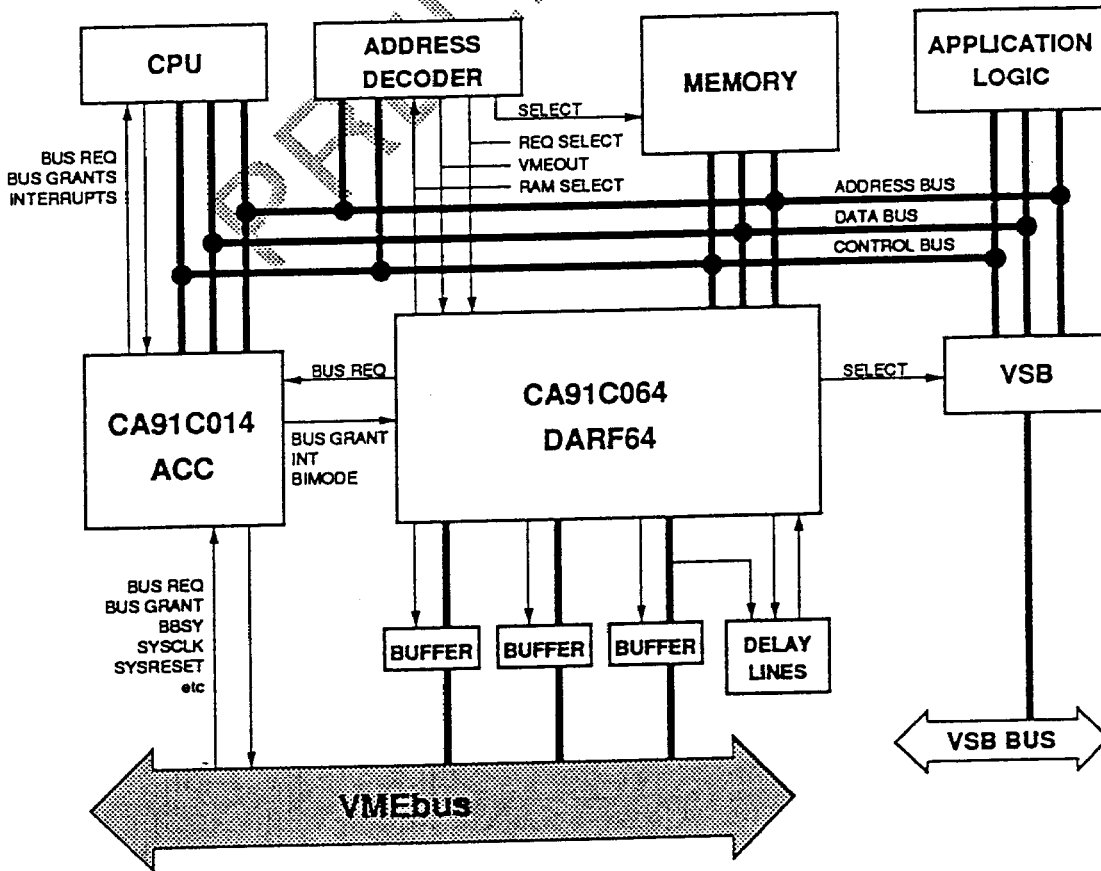 CPU
ADDRESS
DECODER
MEMORY
APPLICATION
LOGIC
SELECT
REQ SELECT
VMEOUT
RAM SELECT
BUS REQ
BUS GRANTS
INTERRUPTS
ADDRESS BUS
DATA BUS
CONTROL BUS
CA91C014
ACC
BUS REQ
BUS GRANT
INT
BIMODE
CA91C064
DARF64
SELECT
VSB
BUS REQ
BUS GRANT
BBSY
SYSCLK
SYSRESET
etc
BUFFER
BUFFER
BUFFER
DELAY
LINES
VSB BUS
VMEbus